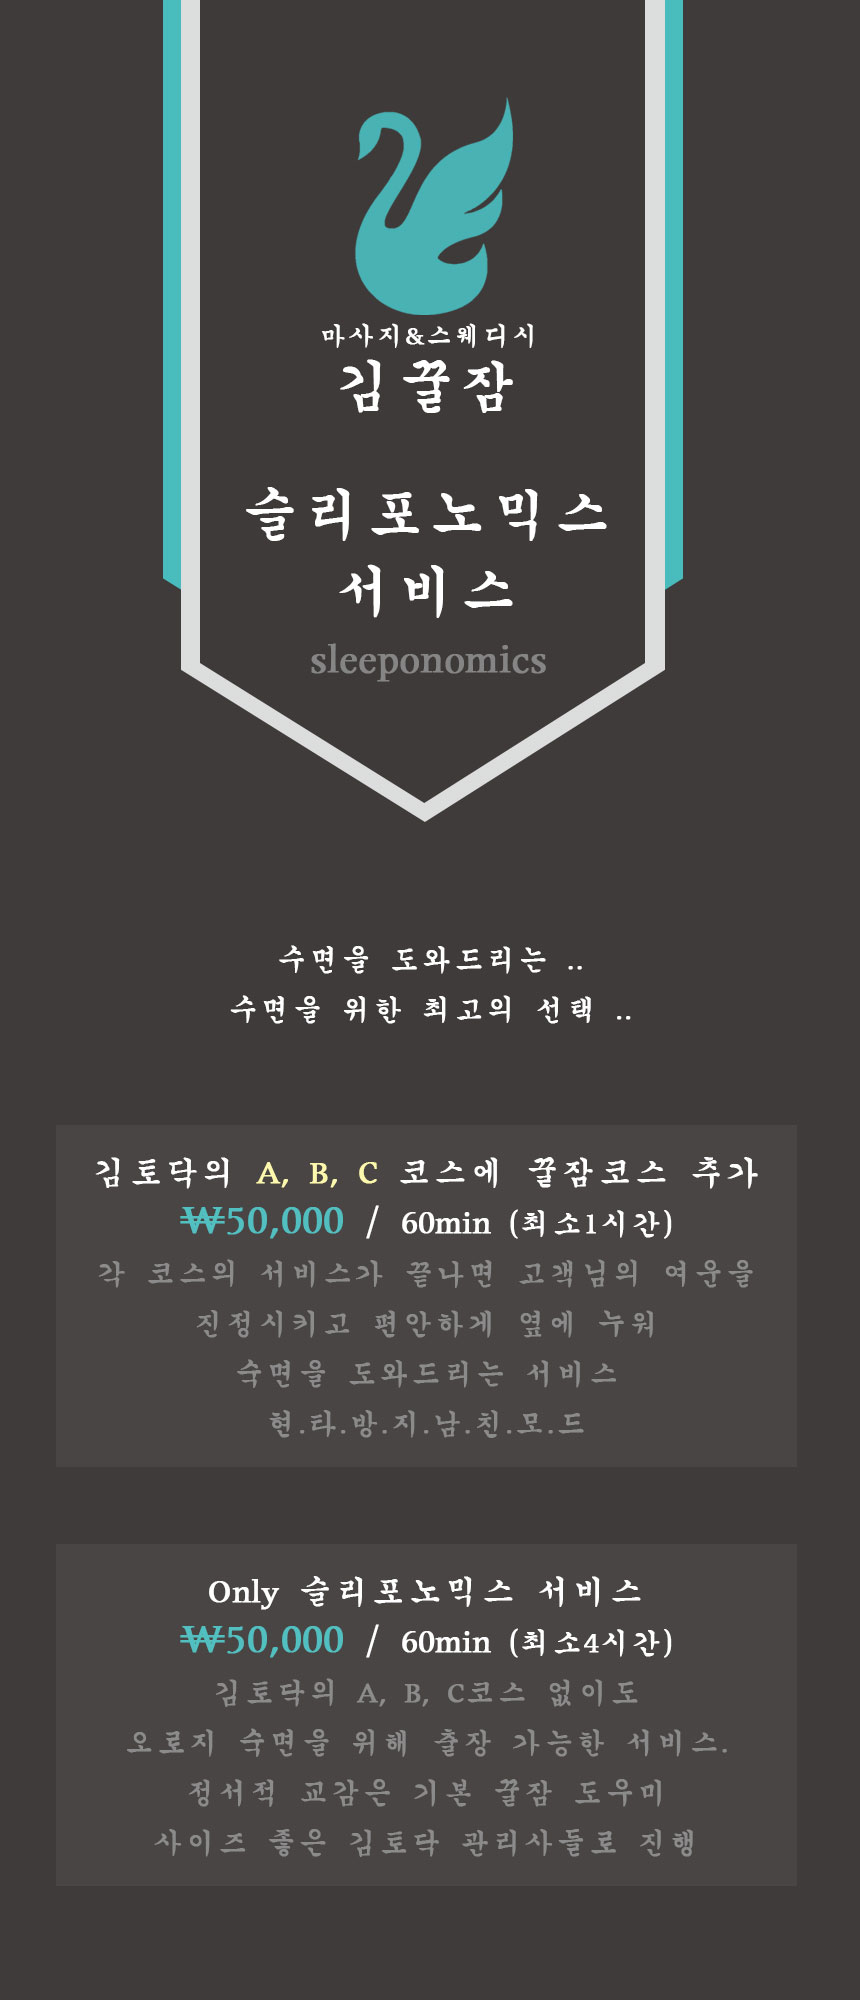 마사지&스웨디시
김꿀잠
슬리포노믹스
서비스
sleeponomics
수면을 도와드리는 ..
수면을 위한 최고의 선택 ..
김토닥의 A, B, C 코스에 꿀잠코스 추가
₩50,000 / 60min (최소1시간)
각 코스의 서비스가 끝나면 고객님의 여운을
진정시키고 편안하게 옆에 누워
숙면을 도와드리는 서비스
현.타.방.지.남.친.모.드
Only 슬리포노믹스 서비스
₩50,000 / 60min (최소4시간)
김토닥의 A, B, C코스 없이도
오로지 숙면을 위해 출장 가능한 서비스.
정서적 교감은 기본 꿀잠 도우미
사이즈 좋은 김토닥 관리사들로 진행